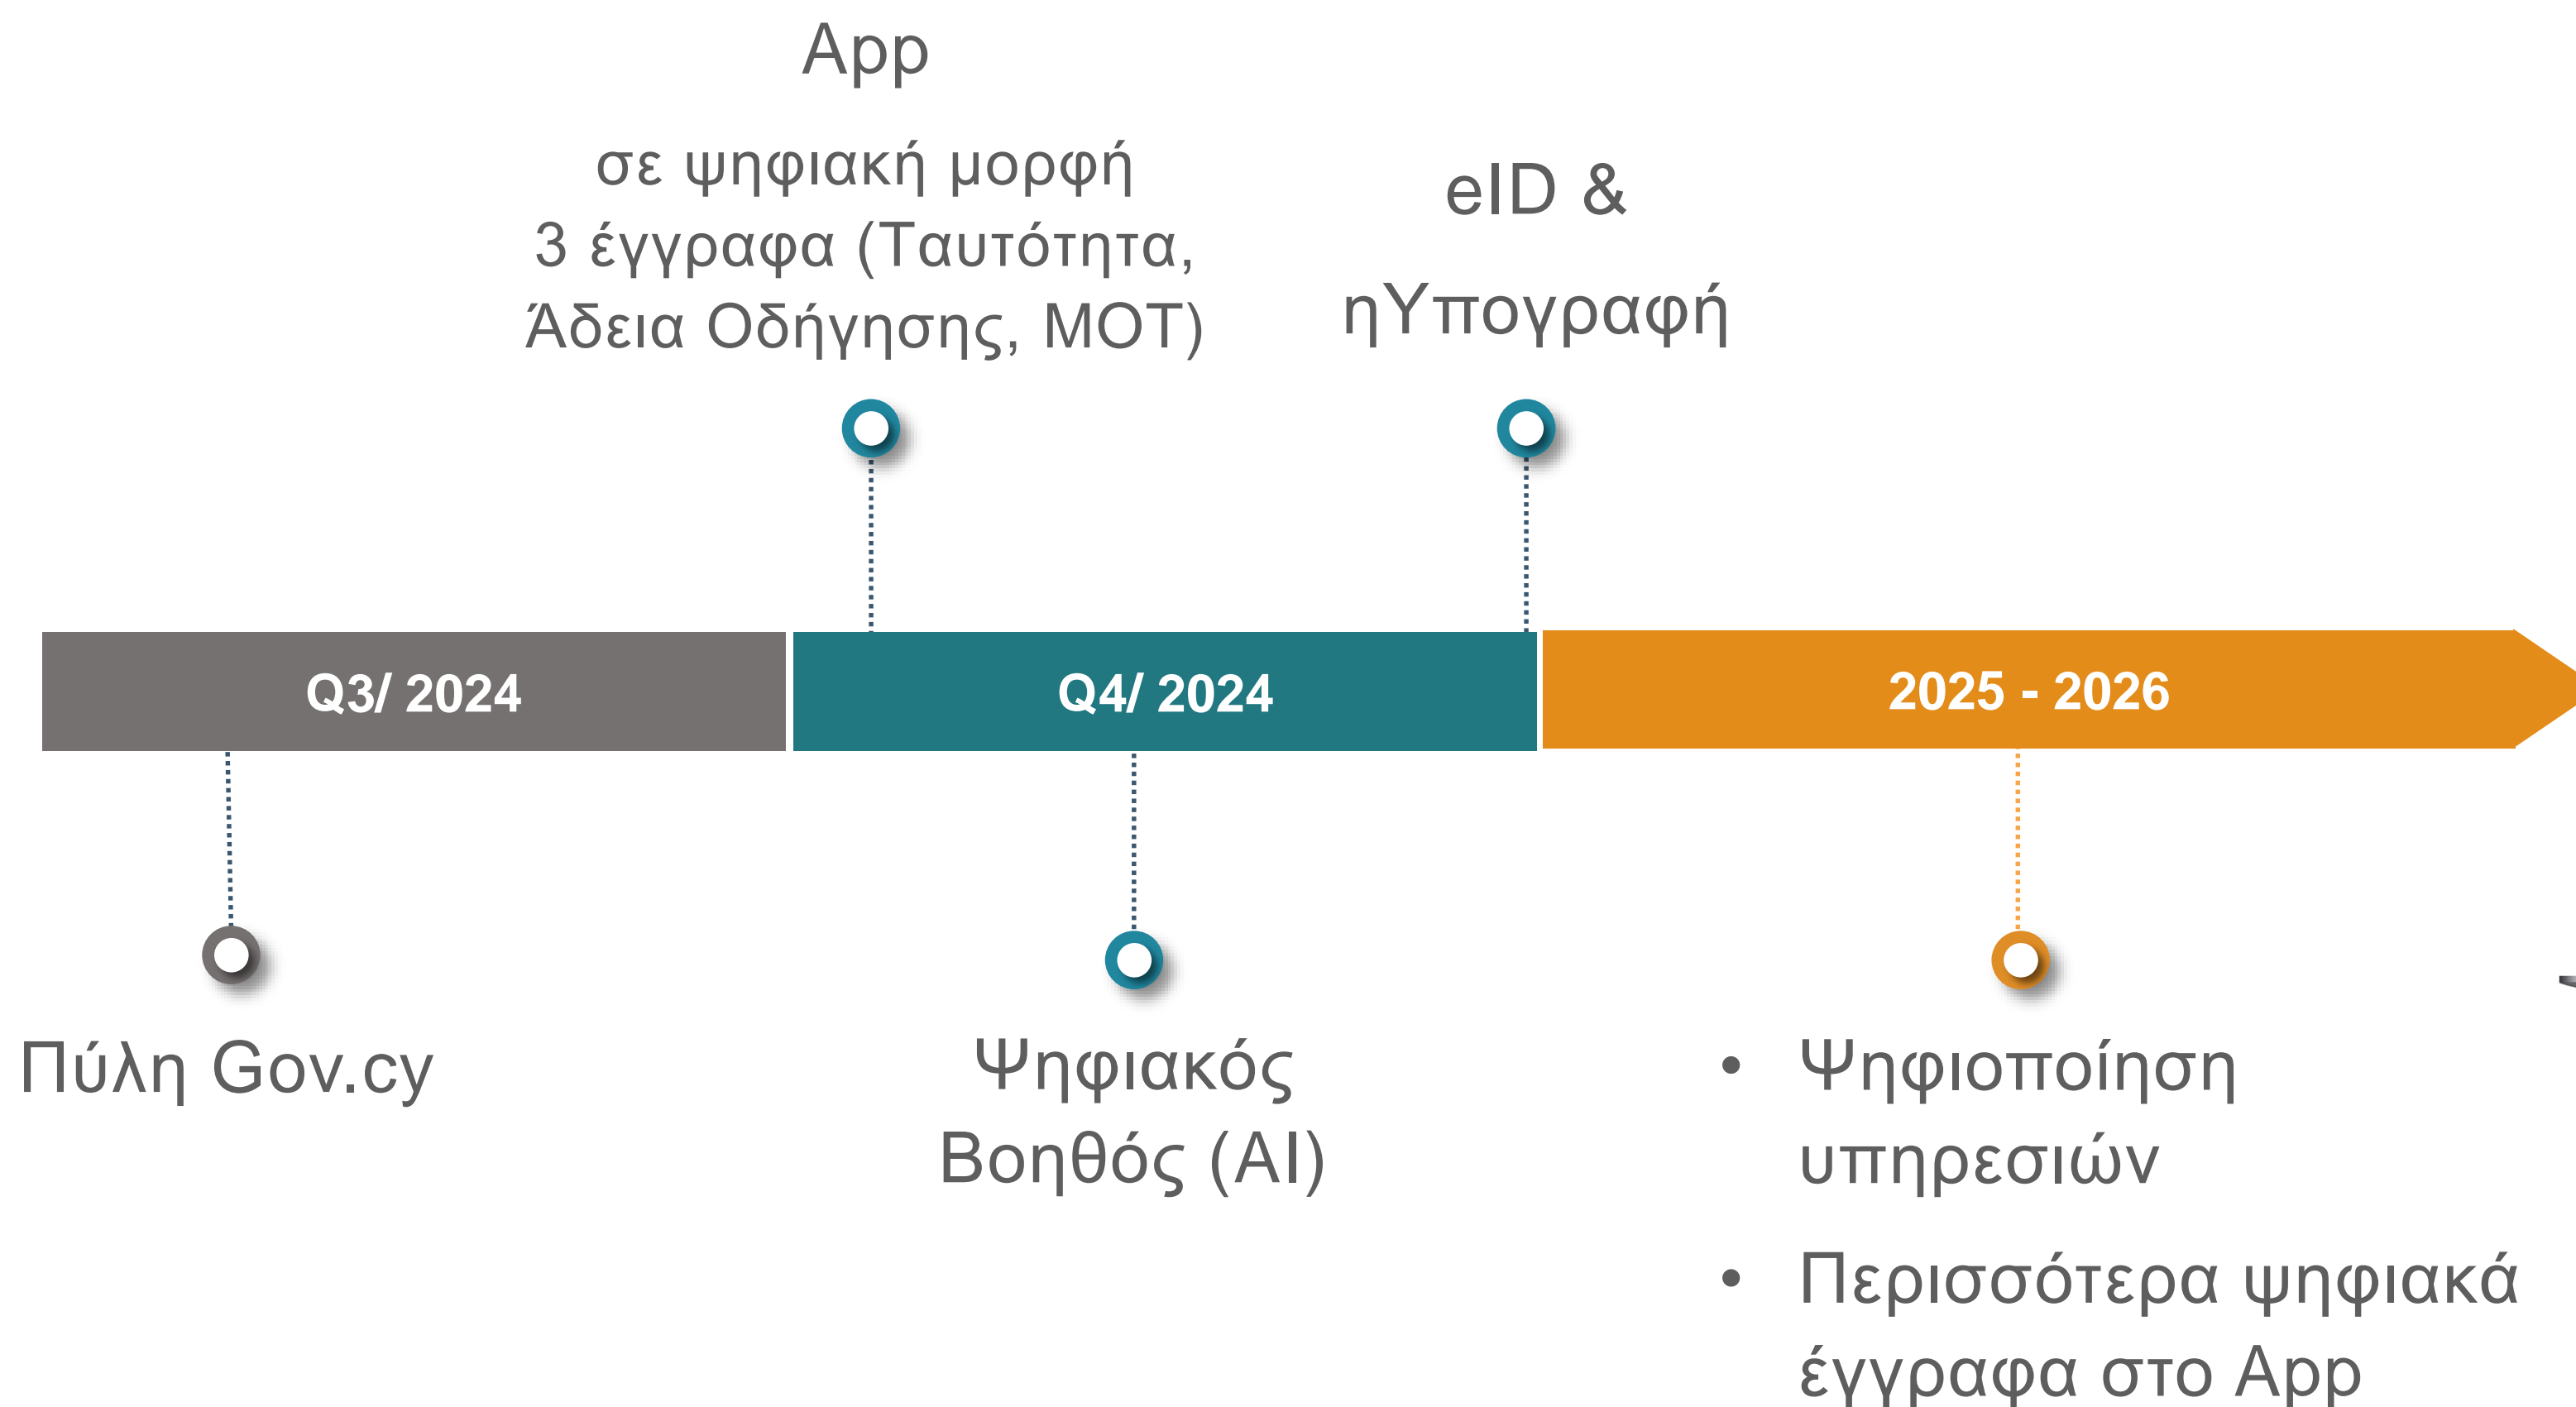 App
σε ψηφιακή μορφή
3 έγγραφα (Ταυτότητα,
Άδεια Οδήγησης, ΜΟΤ)
eID &
ηΥπογραφή
Q3/ 2024
Q4/ 2024
2025 - 2026
Πύλη Gov.cy
Ψηφιακός
Βοηθός (AI)
• Ψηφιοποίηση
υπηρεσιών
• Περισσότερα ψηφιακά
έγγραφα στο App